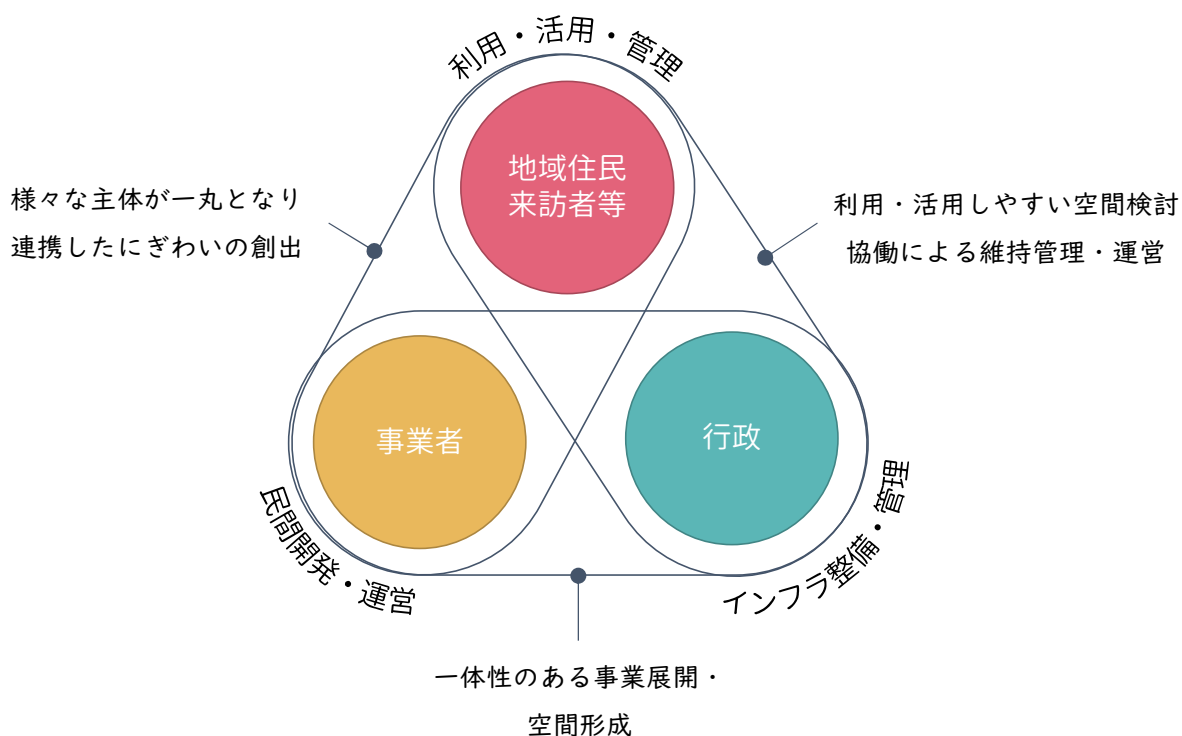 利用・活用・管理
地域住民
来訪者等
様々な主体が一丸となり
連携したにぎわいの創出
利用・活用しやすい空間検討
協働による維持管理・運営
事業者
行政
民間開発・運営
インフラ整備・管理
一体性のある事業展開・
空間形成